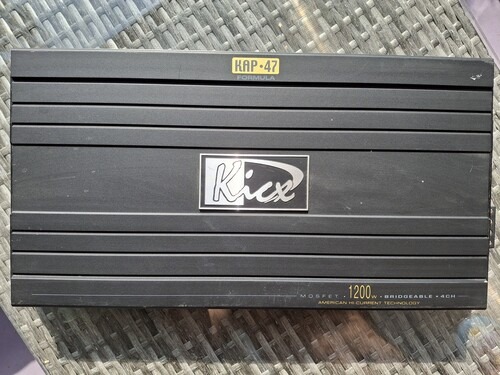 KAP • 47
FORMULA
Kicx
MOSFET • 1200W • BRIDGEABLE • 4CH
AMERICAN HI-CURRENT TECHNOLOGY